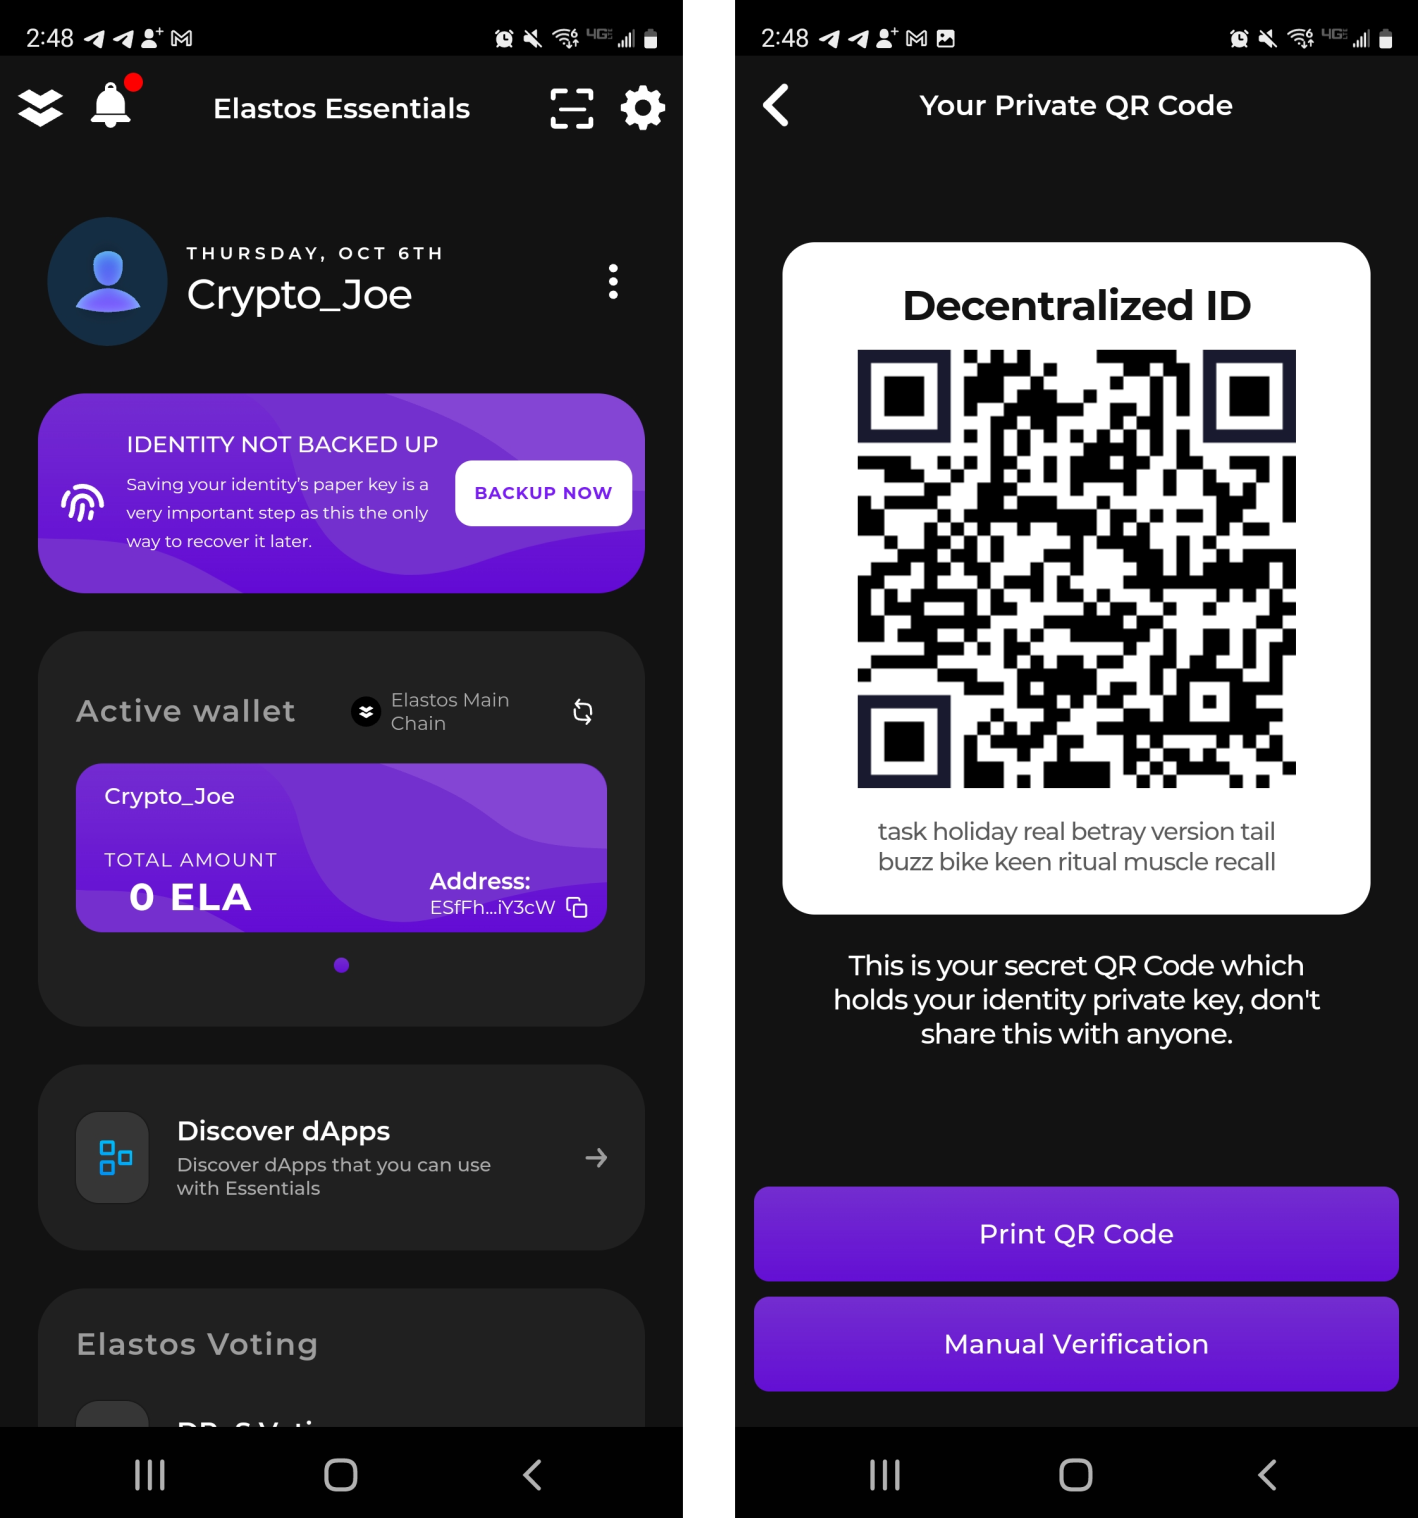 2:48
4G
Elastos Essentials
THURSDAY, OCT 6TH
Crypto_Joe
IDENTITY NOT BACKED UP
Saving your identity's paper key is a
very important step as this the only
way to recover it later.
BACKUP NOW
Active wallet
Elastos Main
Chain
Crypto_Joe
TOTAL AMOUNT
0 ELA
Address:
ESfFh...iY3cW
Discover dApps
Discover dApps that you can use
with Essentials
Elastos Voting
2:48
4G
Your Private QR Code
Decentralized ID
task holiday real betray version tail
buzz bike keen ritual muscle recall
This is your secret QR Code which
holds your identity private key, don't
share this with anyone.
Print QR Code
Manual Verification